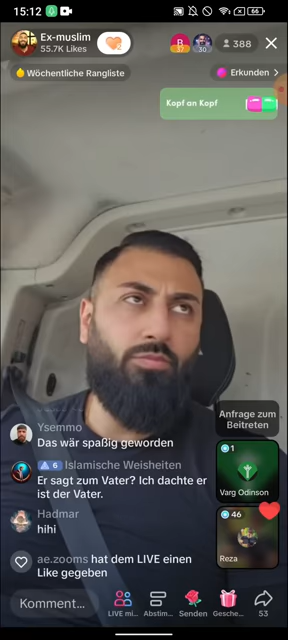 15:12
66
Ex-muslim
55.7K Likes
B
37
30
388
Wöchentliche Rangliste
Erkunden
Kopf an Kopf
Anfrage zum
Beitreten
Ysemmo
Das wär spaßig geworden
6 Islamische Weisheiten
Er sagt zum Vater? Ich dachte er
ist der Vater.
1
Varg Odinson
Hadmar
hihi
46
Reza
ae.zooms hat dem LIVE einen
Like gegeben
Komment...
LIVE mi...
Abstim...
Senden
Gesche...
53